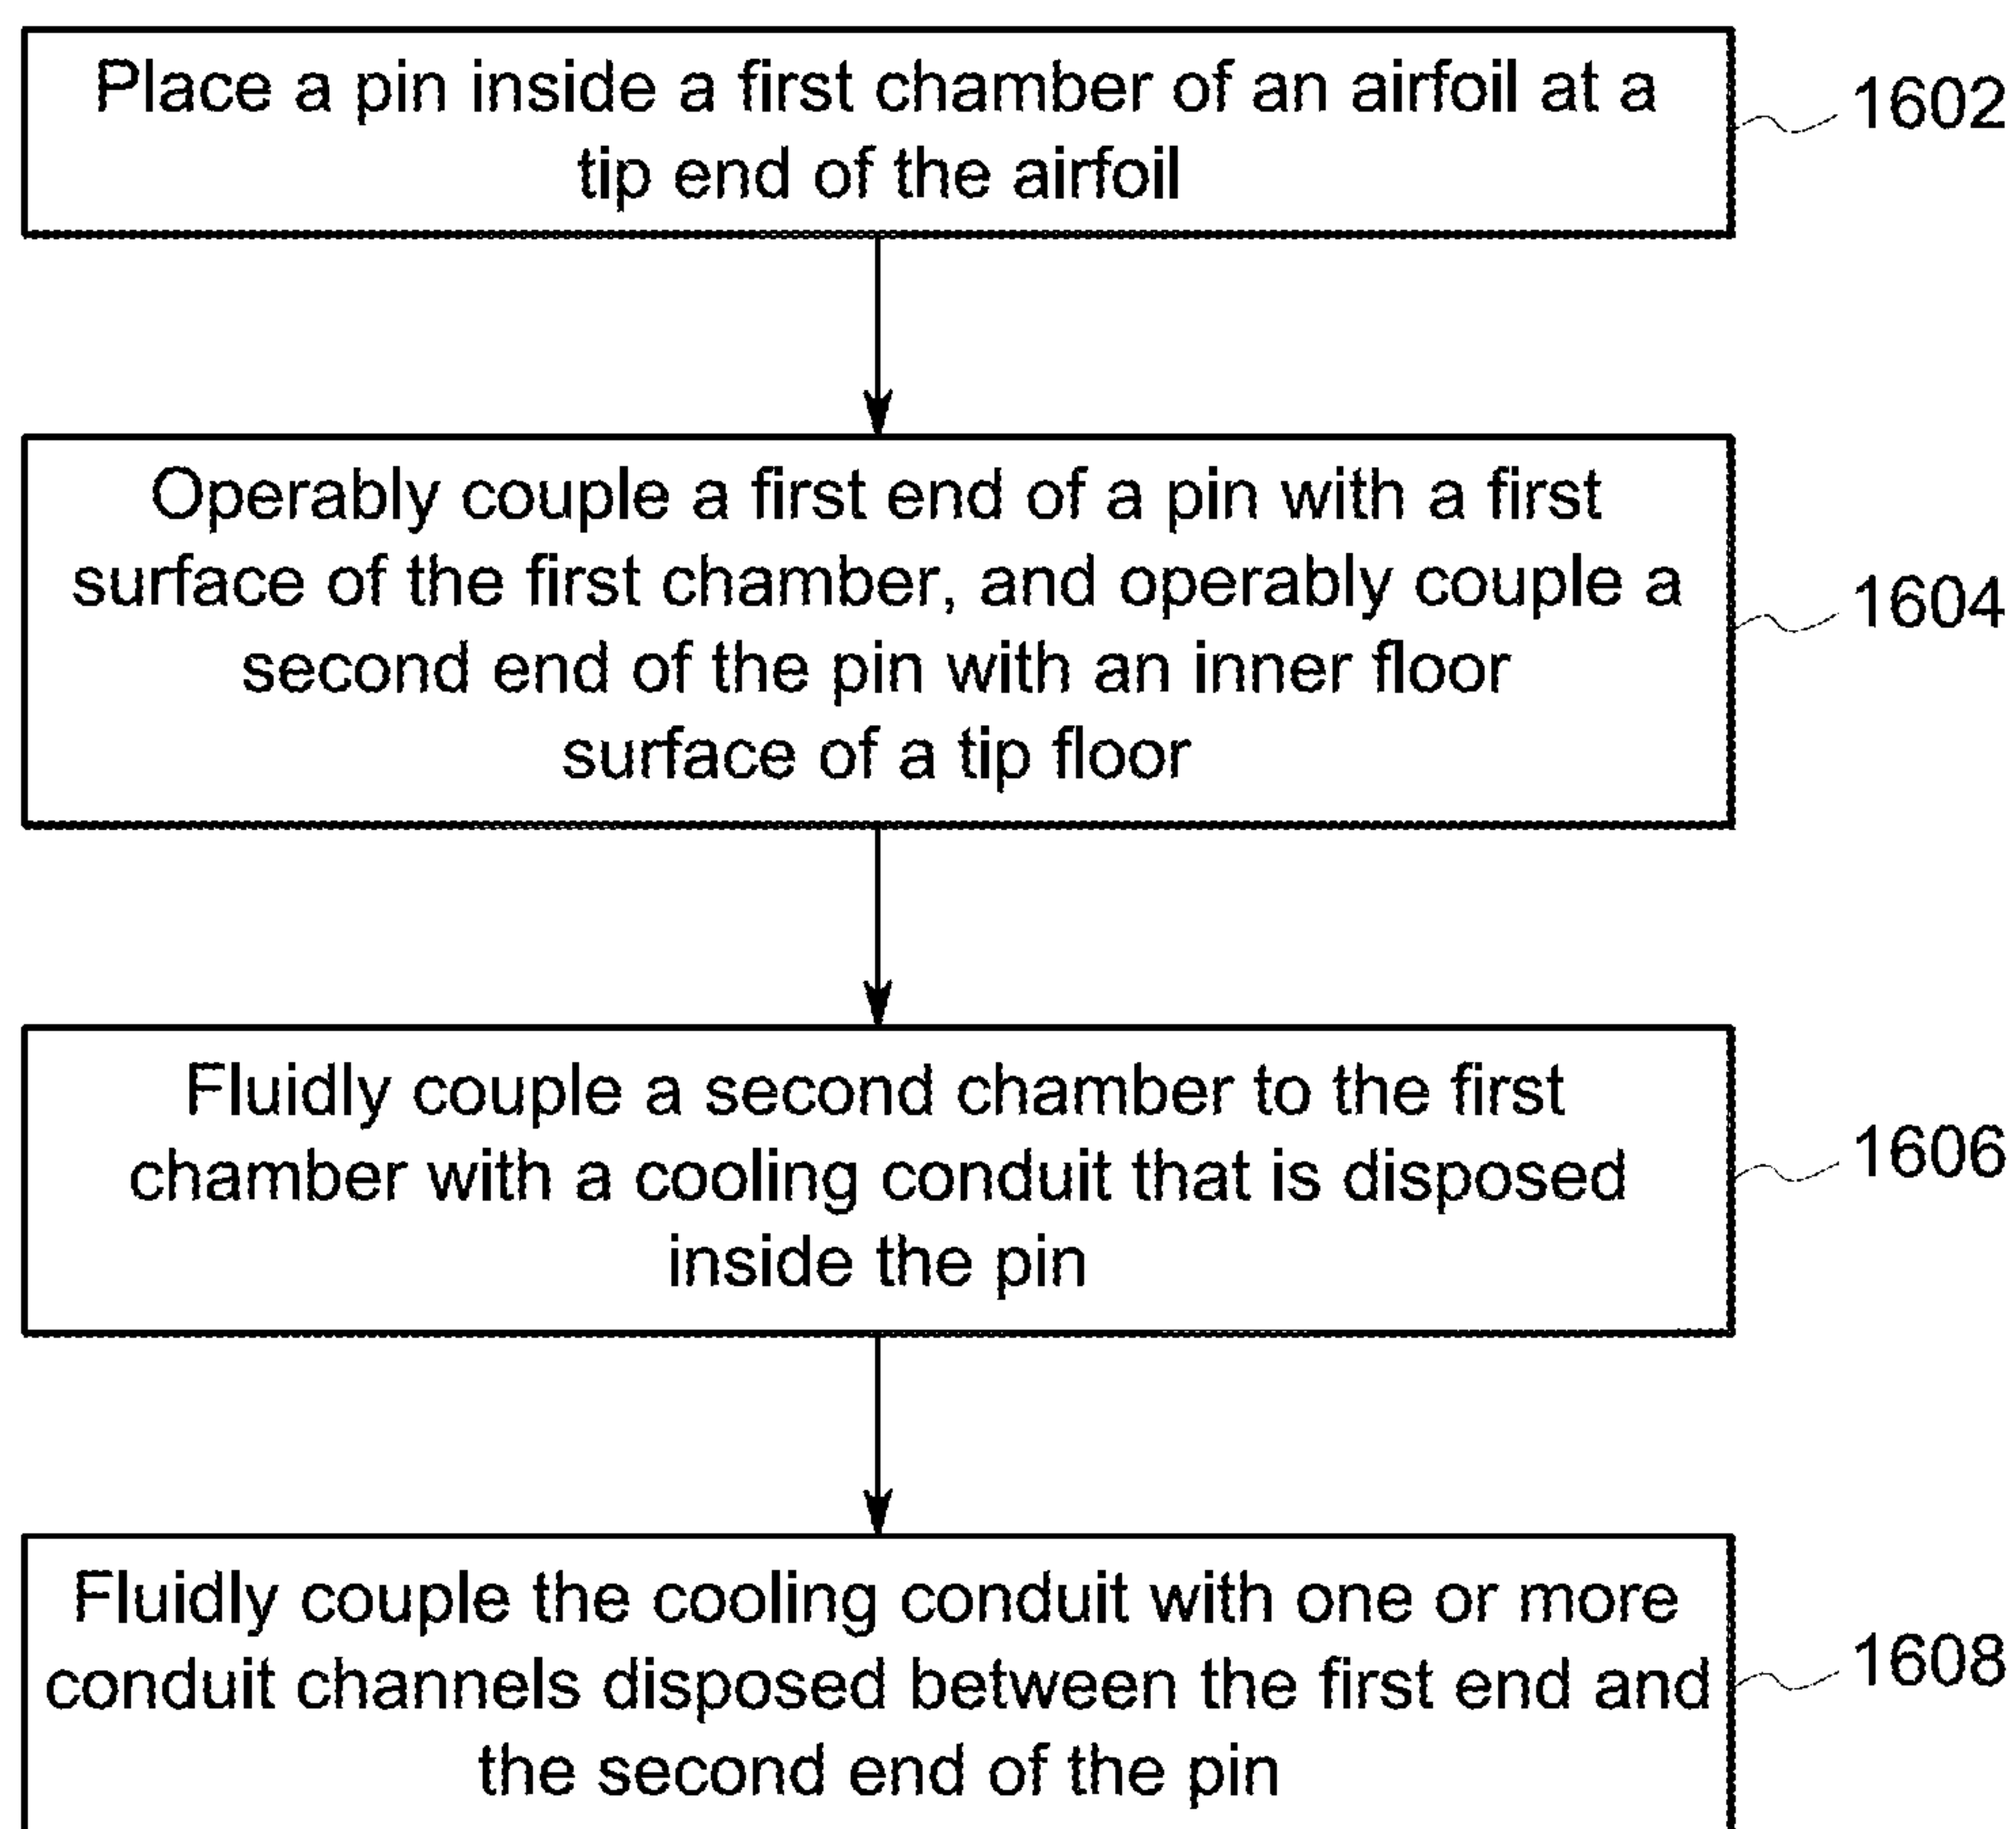 Place a pin inside a first chamber of an airfoil at a
tip end of the airfoil
1602
Operably couple a first end of a pin with a first
surface of the first chamber, and operably couple a
second end of the pin with an inner floor
surface of a tip floor
1604
Fluidly couple a second chamber to the first
chamber with a cooling conduit that is disposed
inside the pin
1606
Fluidly couple the cooling conduit with one or more
conduit channels disposed between the first end and
the second end of the pin
1608